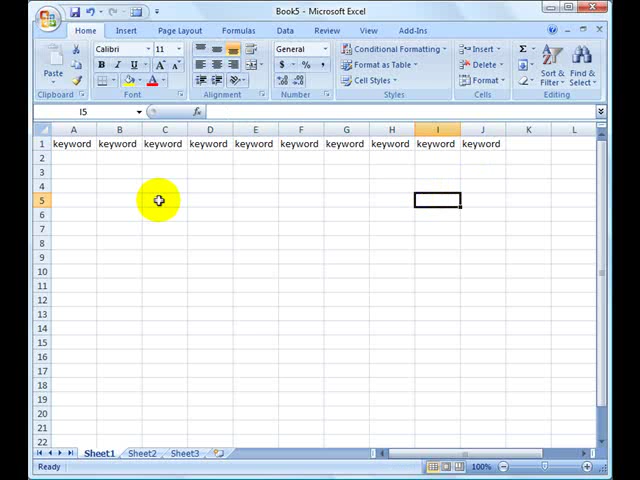 Book5 - Microsoft Excel
Home Insert Page Layout Formulas Data Review View Add-Ins
Calibri 11 General Conditional Formatting Insert Σ
Paste B I U A A $ % , Format as Table Delete Sort & Filter Find & Select
Cell Styles Format
Clipboard Font Alignment Number Styles Cells Editing
I5 fx
A B C D E F G H I J K L
1 keyword keyword keyword keyword keyword keyword keyword keyword keyword keyword
2
3
4
5
6
7
8
9
10
11
12
13
14
15
16
17
18
19
20
21
22
Sheet1 Sheet2 Sheet3
Ready 100%